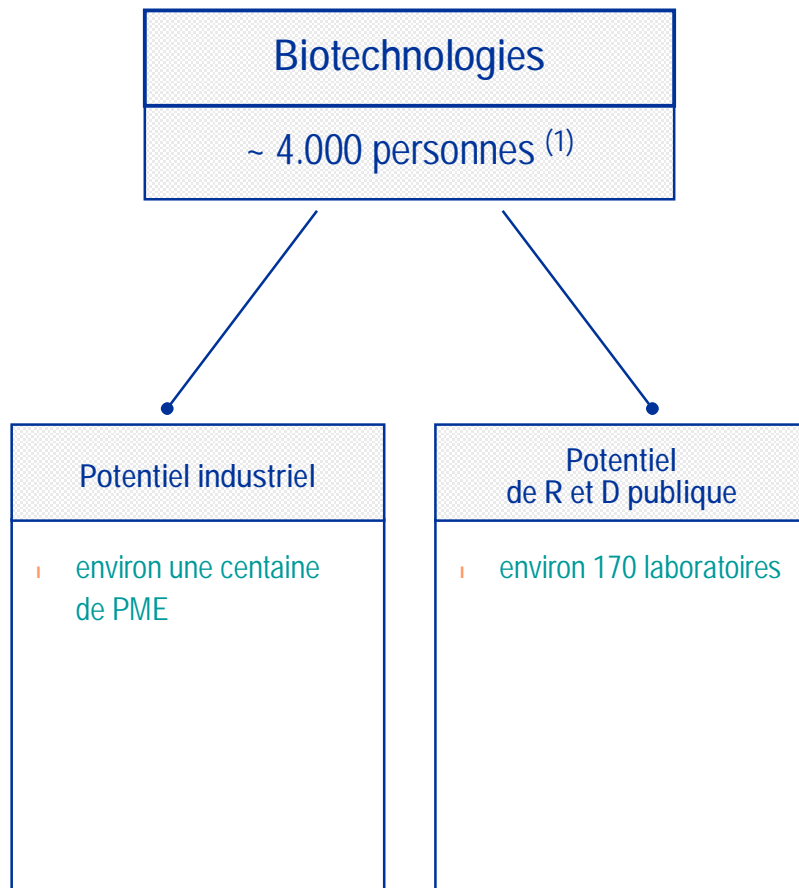 Biotechnologies
~ 4.000 personnes (1)
Potentiel industriel
Potentiel
de R et D publique
environ une centaine
de PME
environ 170 laboratoires